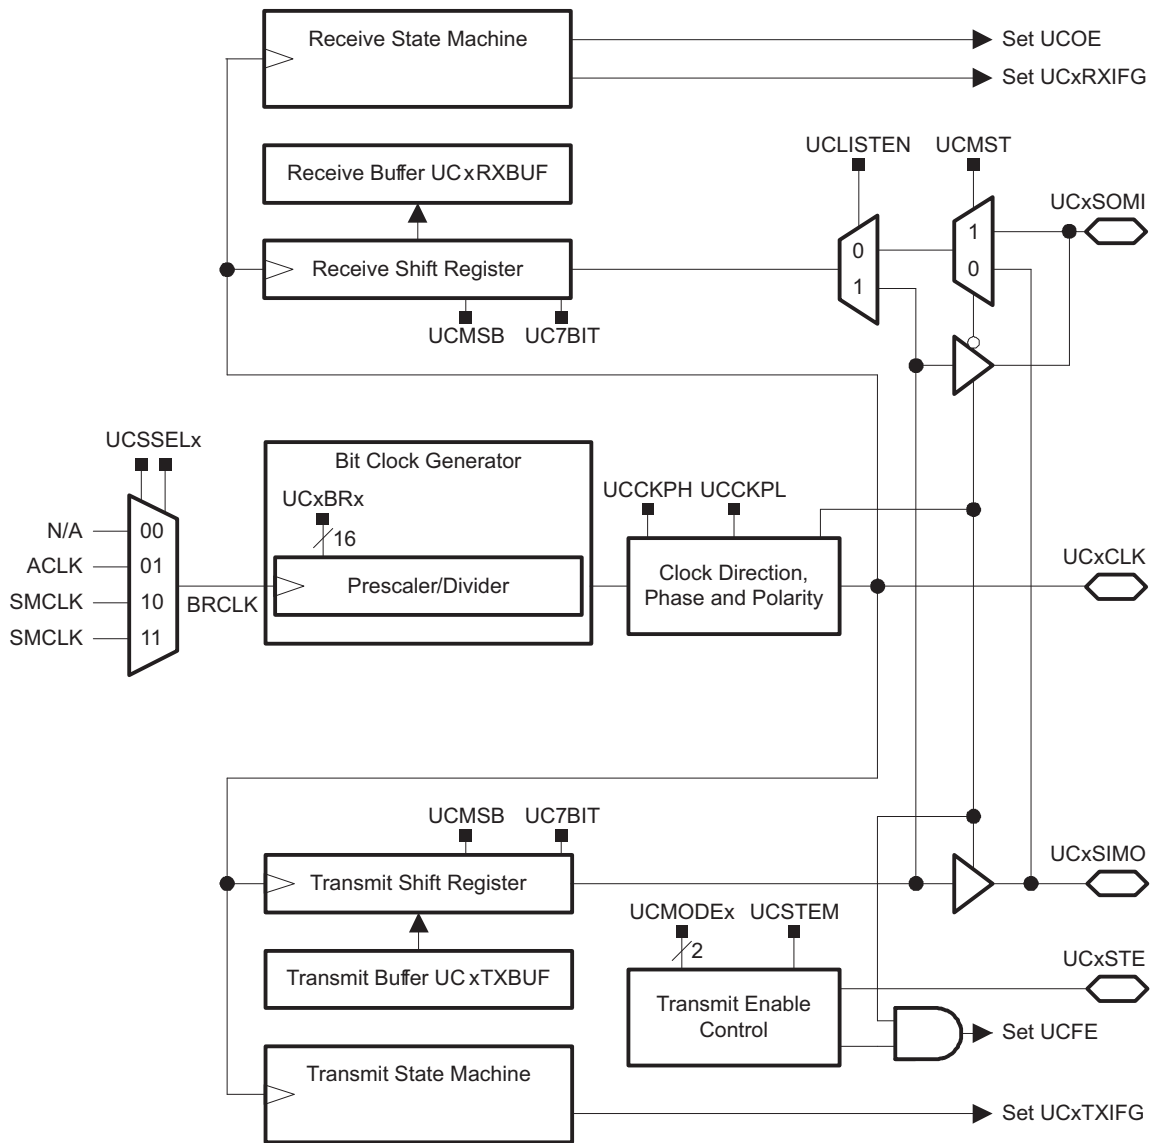 Receive State Machine
Set UCOE
Set UCxRXIFG
Receive Buffer UCxRXBUF
UCLISTEN
UCMST
UCxSOMI
1
0
0
1
Receive Shift Register
UCMSB
UC7BIT
UCSSELx
N/A
00
ACLK
01
SMCLK
10
SMCLK
11
BRCLK
Bit Clock Generator
UCxBRx
16
Prescaler/Divider
UCCKPH
UCCKPL
Clock Direction,
Phase and Polarity
UCxCLK
UCMSB
UC7BIT
Transmit Shift Register
UCxSIMO
Transmit Buffer UCxTXBUF
UCMODEx
UCSTEM
2
Transmit Enable
Control
UCxSTE
Set UCFE
Transmit State Machine
Set UCxTXIFG